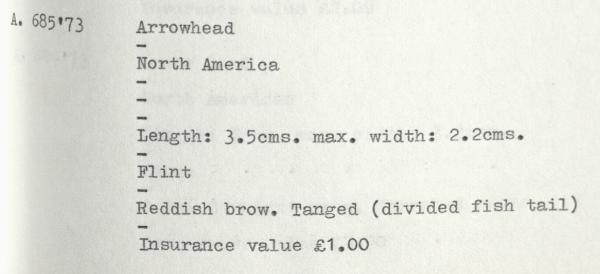 A. 685'73 Arrowhead
-
North America
-
-
-
Length: 3.5cms. max. width: 2.2cms.
-
Flint
-
Reddish brow. Tanged (divided fish tail)
-
Insurance value £1.00